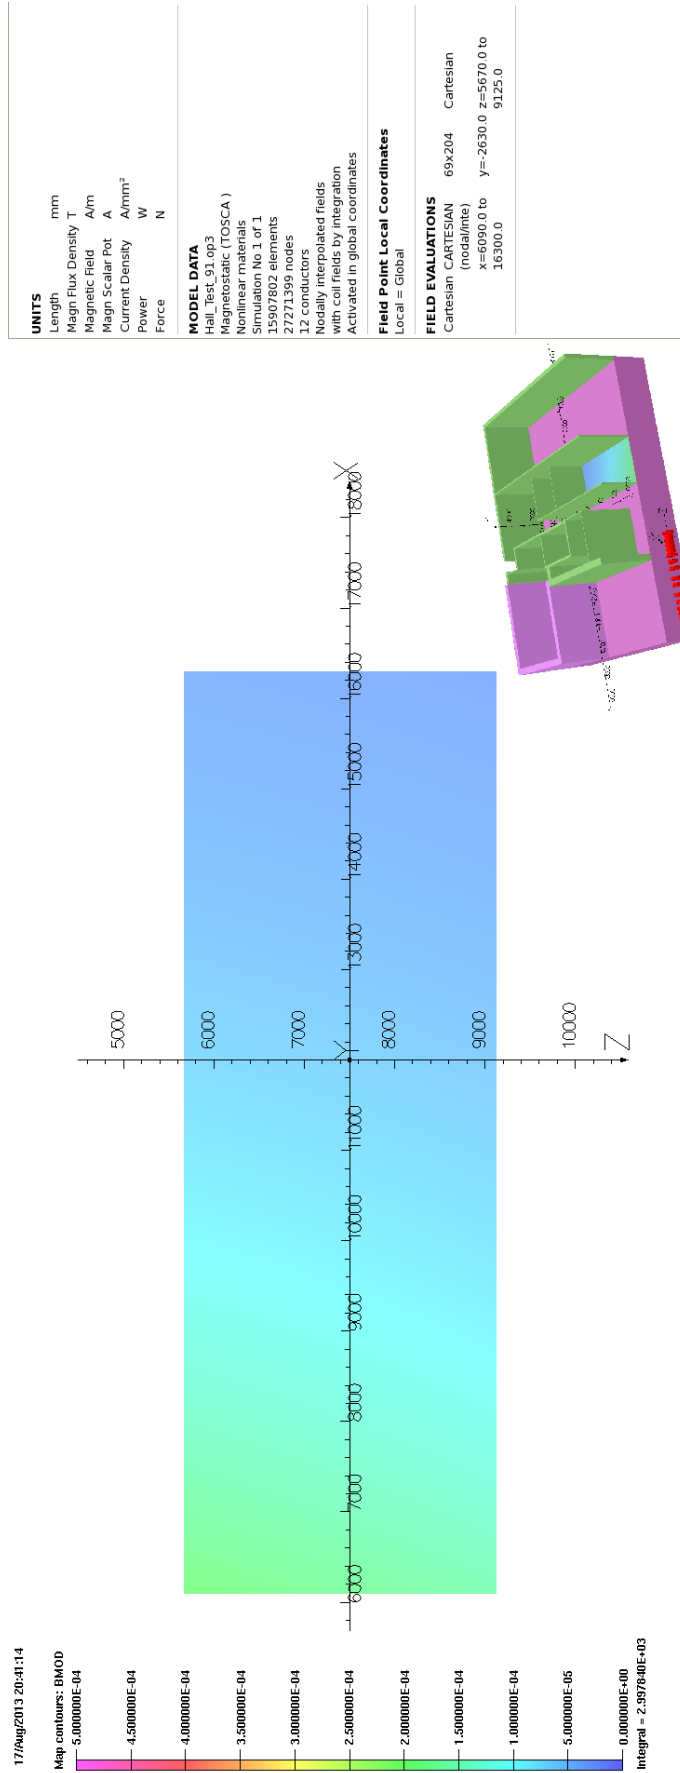 17/Aug/2013 20:41:14
Map contours: BMOD
5.000000E-04
4.500000E-04
4.000000E-04
3.500000E-04
3.000000E-04
2.500000E-04
2.000000E-04
1.500000E-04
1.000000E-04
5.000000E-05
0.000000E+00
Integral = 2.997840E+03
5000
6000
7000
8000
9000
10000
Z
Y
6000
7000
8000
9000
10000
11000
13000
14000
15000
16000
17000
18000
X
UNITS
Length mm
Magn Flux Density T
Magnetic Field A/m
Magn Scalar Pot A
Current Density A/mm²
Power W
Force N
MODEL DATA
Hall_Test_91.op3
Magnetostatic (TOSCA )
Nonlinear materials
Simulation No 1 of 1
15907802 elements
27271399 nodes
12 conductors
Nodally interpolated fields
with coil fields by integration
Activated in global coordinates
Field Point Local Coordinates
Local = Global
FIELD EVALUATIONS
Cartesian CARTESIAN 69x204 Cartesian
(nodal/inte)
x=6090.0 to y=-2630.0 z=5670.0 to
16300.0 9125.0